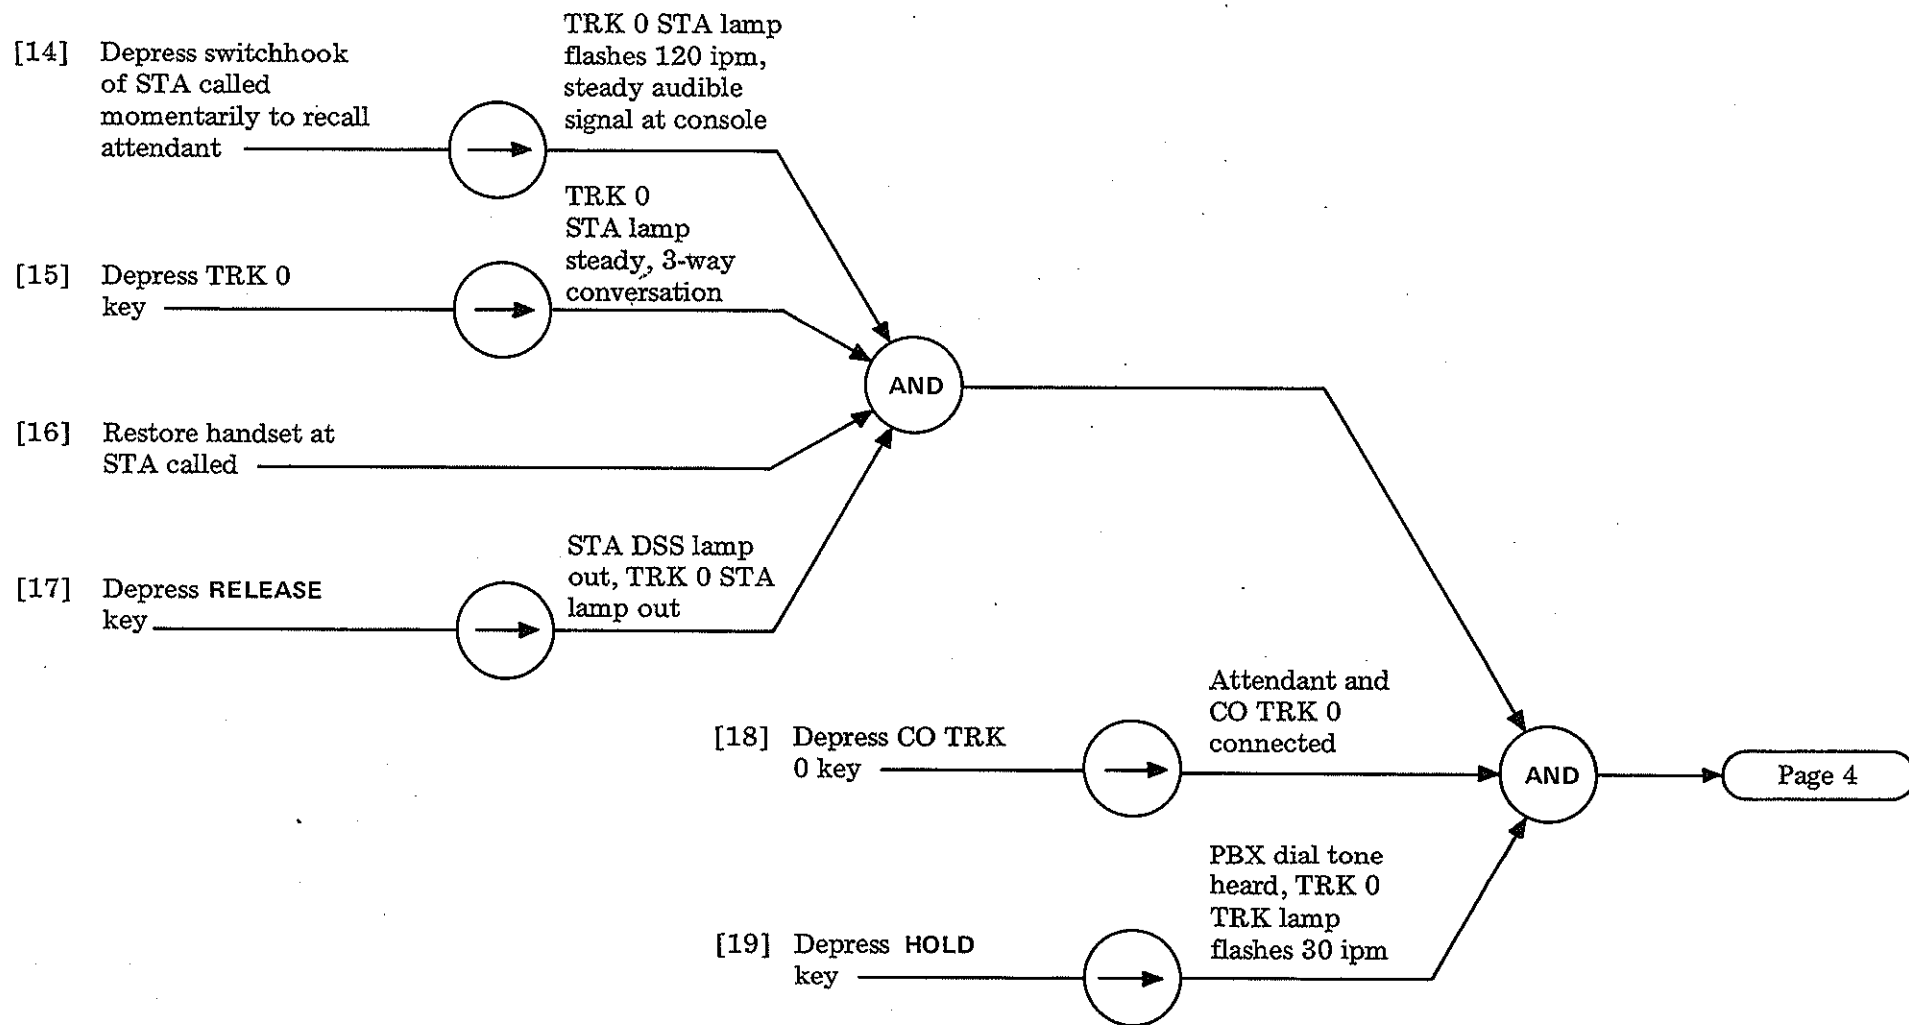 [14] Depress switchhook
of STA called
momentarily to recall
attendant
TRK 0 STA lamp
flashes 120 ipm,
steady audible
signal at console
[15] Depress TRK 0
key
TRK 0
STA lamp
steady, 3-way
conversation
AND
[16] Restore handset at
STA called
[17] Depress RELEASE
key
STA DSS lamp
out, TRK 0 STA
lamp out
[18] Depress CO TRK
0 key
Attendant and
CO TRK 0
connected
AND
Page 4
[19] Depress HOLD
key
PBX dial tone
heard, TRK 0
TRK lamp
flashes 30 ipm